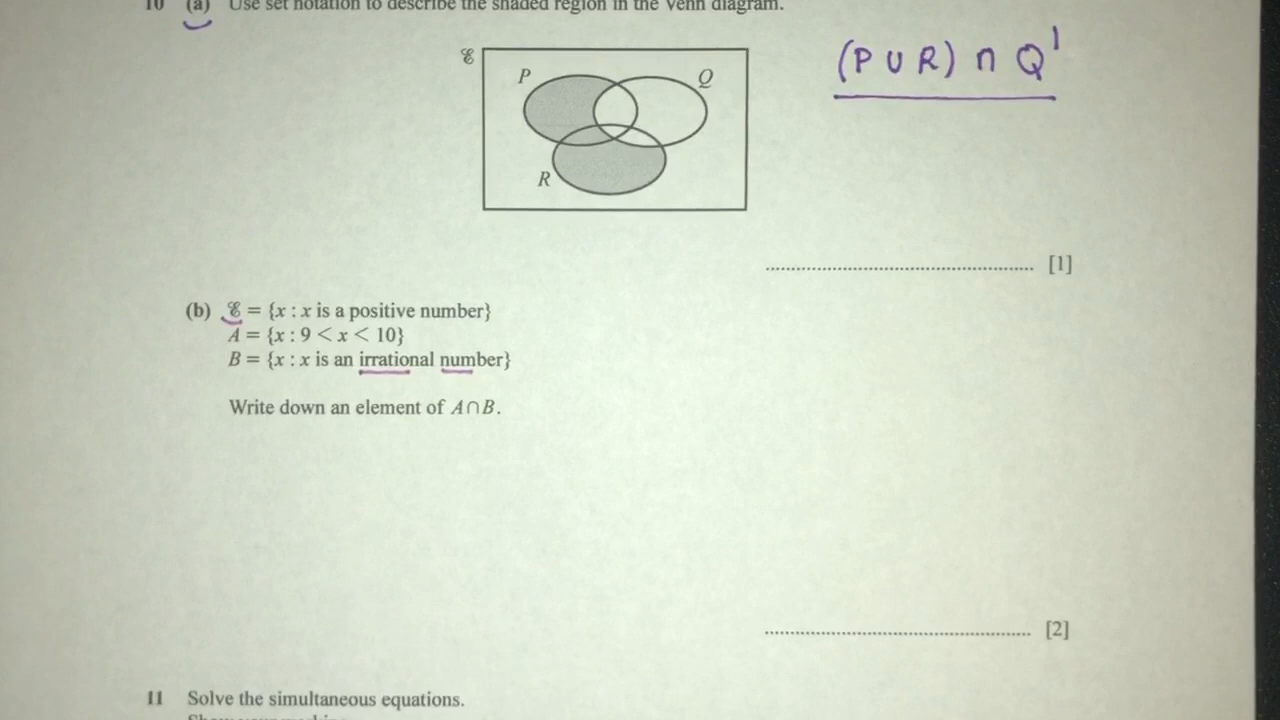 10 (a) Use set notation to describe the shaded region in the Venn diagram.
ℰ
P
Q
R
(P ∪ R) ∩ Q'
[1]
(b) ℰ = {x : x is a positive number}
A = {x : 9 < x < 10}
B = {x : x is an irrational number}
Write down an element of A∩B.
[2]
11 Solve the simultaneous equations.